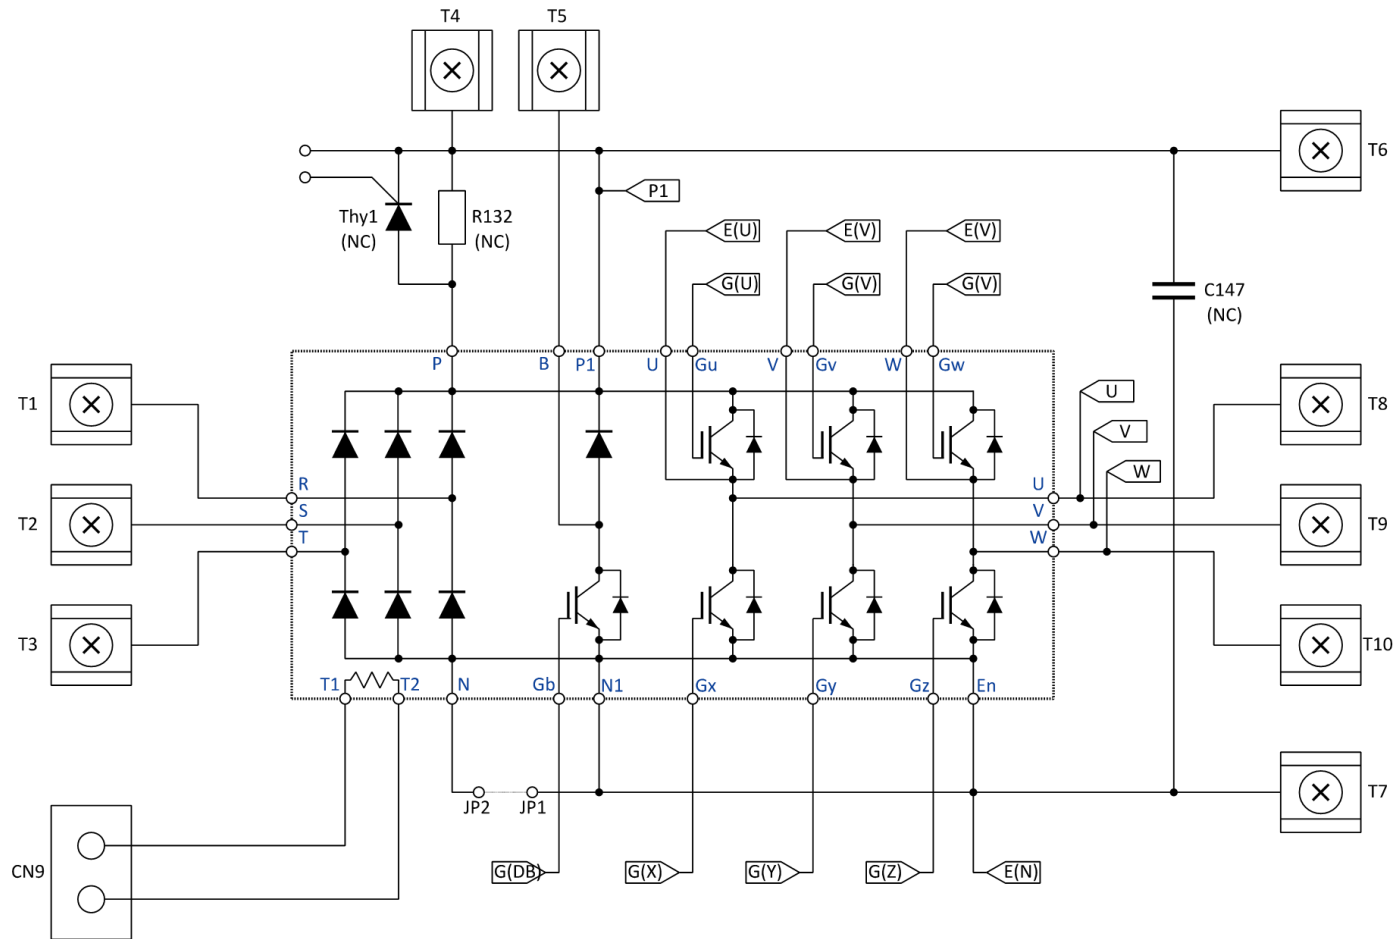 T4
T5
T6
P1
Thy1
(NC)
R132
(NC)
E(U)
E(V)
E(V)
G(U)
G(V)
G(V)
C147
(NC)
P
B
P1
U
Gu
V
Gv
W
Gw
T1
U
T8
V
W
R
U
T2
S
V
T9
T
W
T3
T10
T1
T2
N
Gb
N1
Gx
Gy
Gz
En
JP2
JP1
T7
CN9
G(DB)
G(X)
G(Y)
G(Z)
E(N)